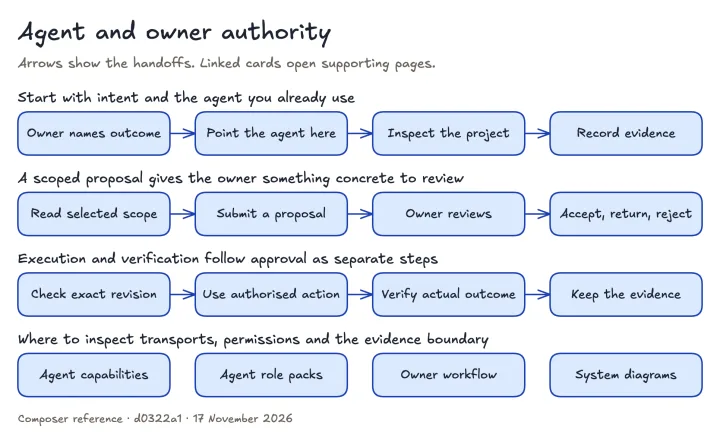 Agent and owner authority
Arrows show the handoffs. Linked cards open supporting pages.
Start with intent and the agent you already use
Owner names outcome
Point the agent here
Inspect the project
Record evidence
A scoped proposal gives the owner something concrete to review
Read selected scope
Submit a proposal
Owner reviews
Accept, return, reject
Execution and verification follow approval as separate steps
Check exact revision
Use authorised action
Verify actual outcome
Keep the evidence
Where to inspect transports, permissions and the evidence boundary
Agent capabilities
Agent role packs
Owner workflow
System diagrams
Composer reference · d0322a1 · 17 November 2026